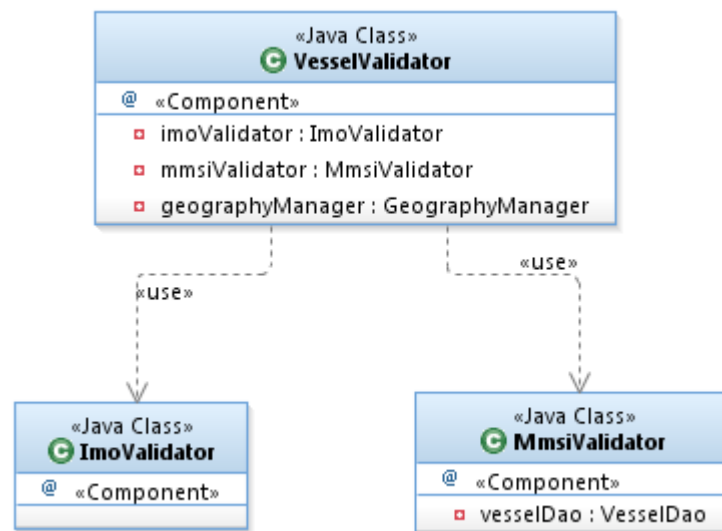 «Java Class»
VesselValidator
@ «Component»
imoValidator : ImoValidator
mmsiValidator : MmsiValidator
geographyManager : GeographyManager
«use»
«use»
«Java Class»
ImoValidator
@ «Component»
«Java Class»
MmsiValidator
@ «Component»
vesselDao : VesselDao